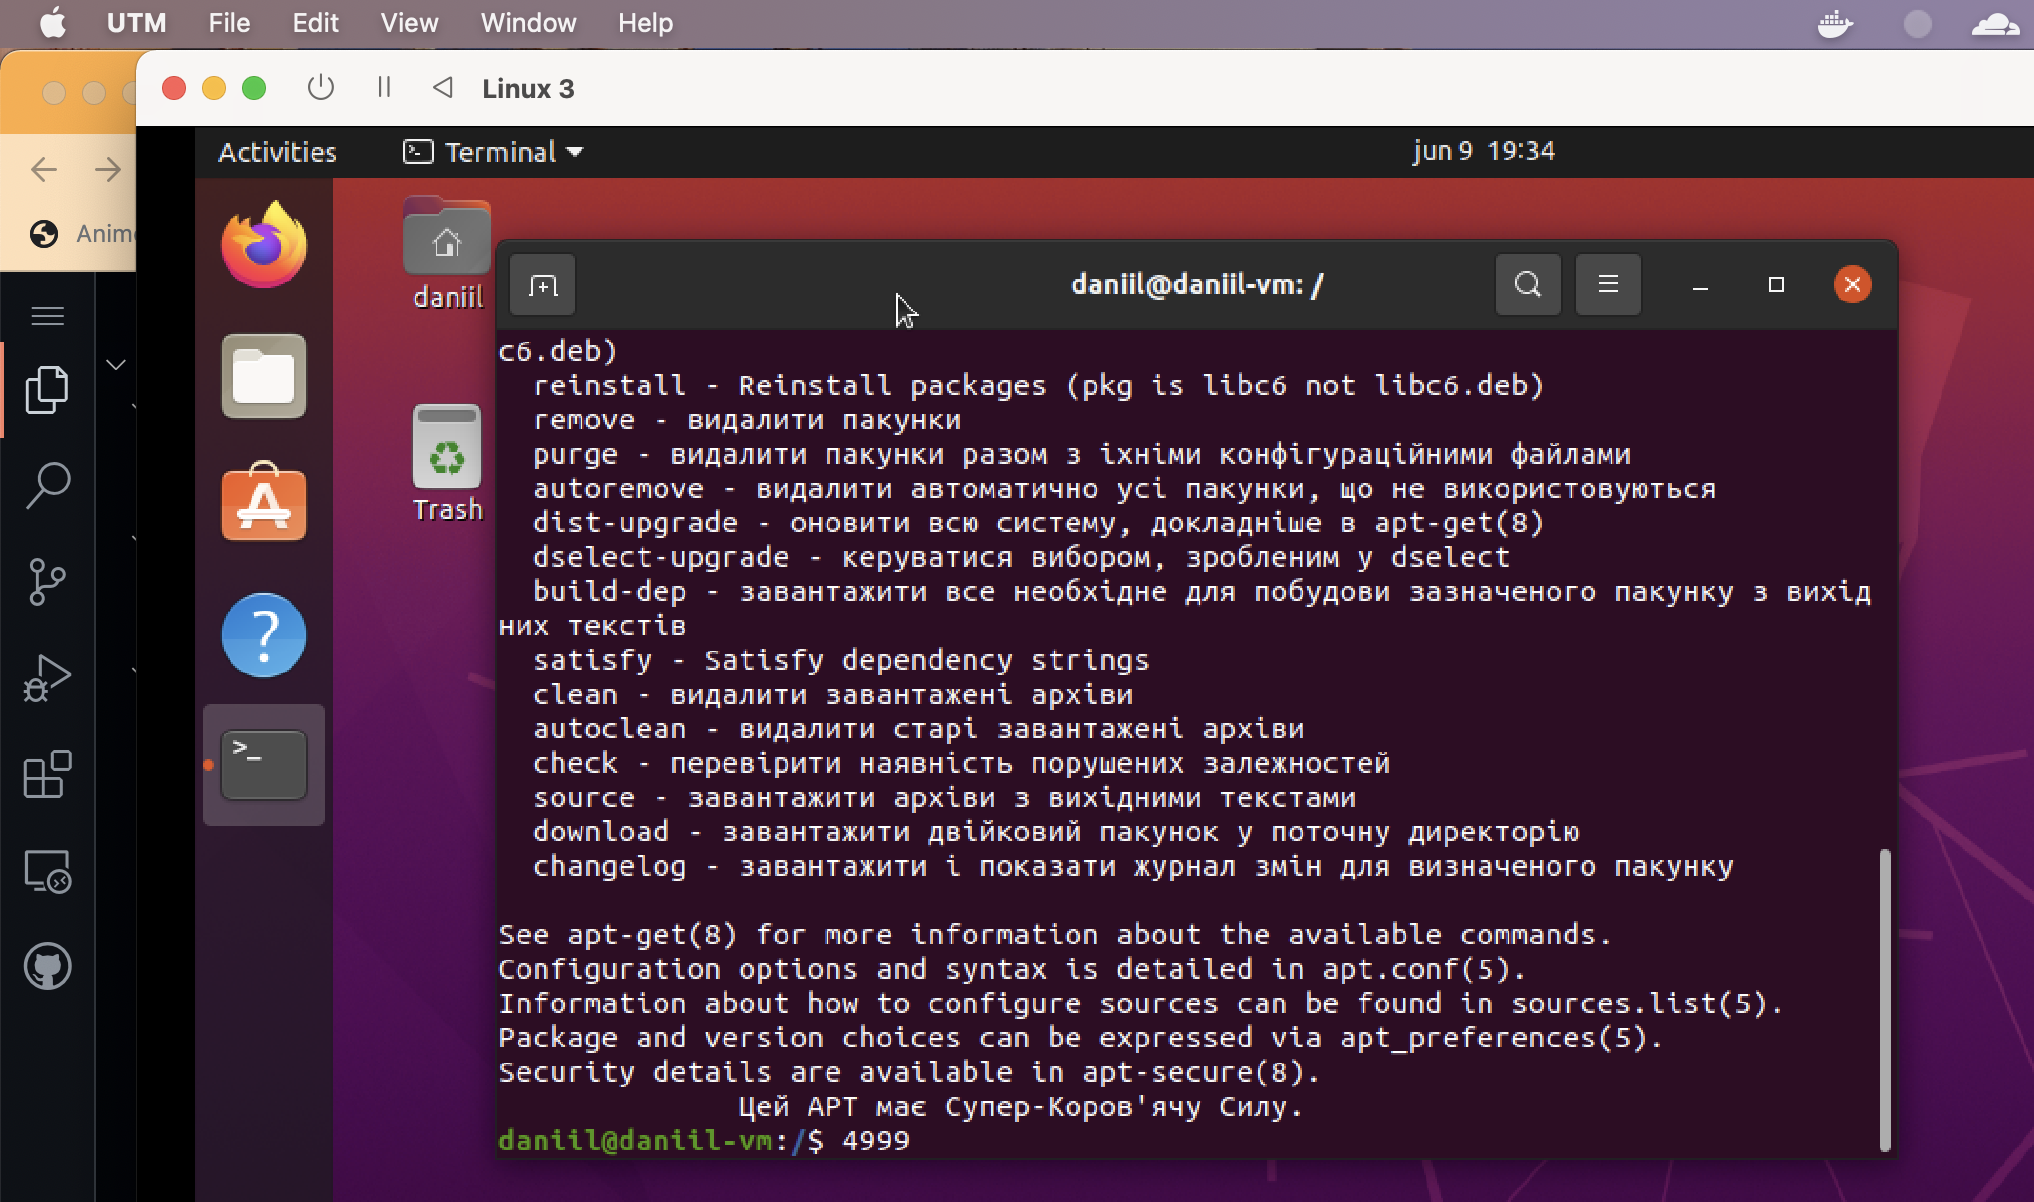 UTM File Edit View Window Help
Linux 3
Activities Terminal jun 9 19:34
Anim
daniil
Trash
daniil@daniil-vm: /
c6.deb)
reinstall - Reinstall packages (pkg is libc6 not libc6.deb)
remove - видалити пакунки
purge - видалити пакунки разом з їхніми конфігураційними файлами
autoremove - видалити автоматично усі пакунки, що не використовуються
dist-upgrade - оновити всю систему, докладніше в apt-get(8)
dselect-upgrade - керуватися вибором, зробленим у dselect
build-dep - завантажити все необхідне для побудови зазначеного пакунку з вихід
них текстів
satisfy - Satisfy dependency strings
clean - видалити завантажені архіви
autoclean - видалити старі завантажені архіви
check - перевірити наявність порушених залежностей
source - завантажити архіви з вихідними текстами
download - завантажити двійковий пакунок у поточну директорію
changelog - завантажити і показати журнал змін для визначеного пакунку
See apt-get(8) for more information about the available commands.
Configuration options and syntax is detailed in apt.conf(5).
Information about how to configure sources can be found in sources.list(5).
Package and version choices can be expressed via apt_preferences(5).
Security details are available in apt-secure(8).
Цей APT має Супер-Коров'ячу Силу.
daniil@daniil-vm:/$ 4999